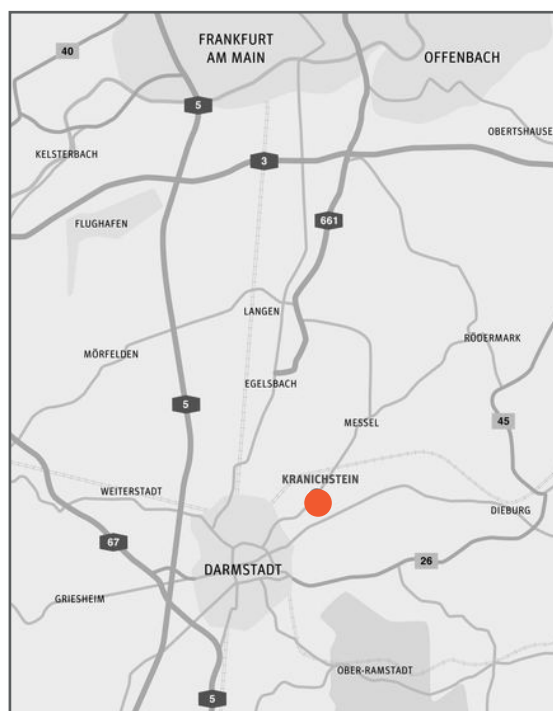 FRANKFURT
AM MAIN
OFFENBACH
40
5
OBERTSHAUSE
KELSTERBACH
3
FLUGHAFEN
661
LANGEN
RÖDERMARK
MÖRFELDEN
EGELSBACH
5
MESSEL
45
KRANICHSTEIN
WEITERSTADT
DIEBURG
67
26
DARMSTADT
GRIESHEIM
OBER-RAMSTADT
5